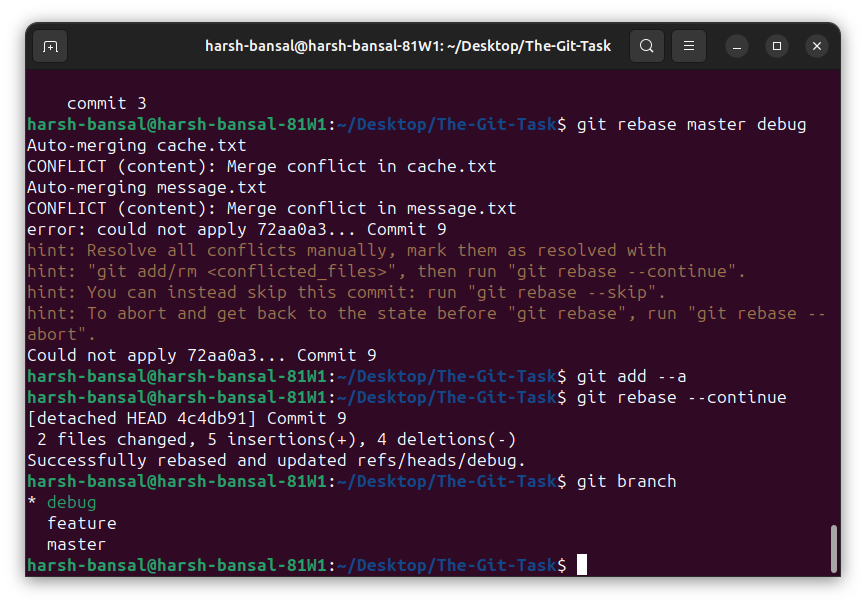 harsh-bansal@harsh-bansal-81W1: ~/Desktop/The-Git-Task
commit 3
harsh-bansal@harsh-bansal-81W1:~/Desktop/The-Git-Task$ git rebase master debug
Auto-merging cache.txt
CONFLICT (content): Merge conflict in cache.txt
Auto-merging message.txt
CONFLICT (content): Merge conflict in message.txt
error: could not apply 72aa0a3... Commit 9
hint: Resolve all conflicts manually, mark them as resolved with
hint: "git add/rm <conflicted_files>", then run "git rebase --continue".
hint: You can instead skip this commit: run "git rebase --skip".
hint: To abort and get back to the state before "git rebase", run "git rebase --
abort".
Could not apply 72aa0a3... Commit 9
harsh-bansal@harsh-bansal-81W1:~/Desktop/The-Git-Task$ git add --a
harsh-bansal@harsh-bansal-81W1:~/Desktop/The-Git-Task$ git rebase --continue
[detached HEAD 4c4db91] Commit 9
2 files changed, 5 insertions(+), 4 deletions(-)
Successfully rebased and updated refs/heads/debug.
harsh-bansal@harsh-bansal-81W1:~/Desktop/The-Git-Task$ git branch
* debug
feature
master
harsh-bansal@harsh-bansal-81W1:~/Desktop/The-Git-Task$